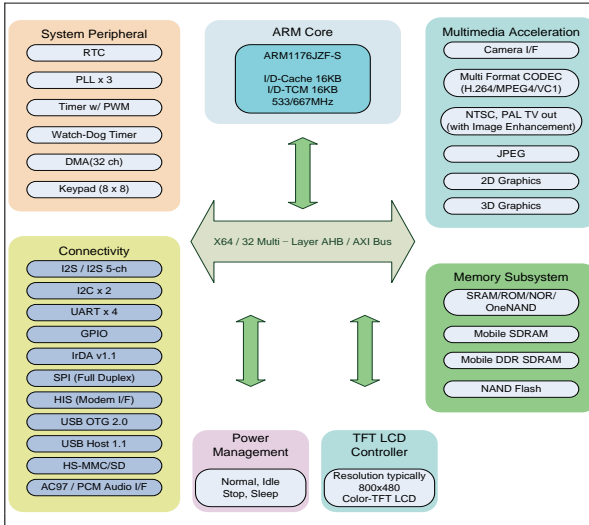 System Peripheral
RTC
PLL x 3
Timer w/ PWM
Watch-Dog Timer
DMA(32 ch)
Keypad (8 x 8)
ARM Core
ARM1176JZF-S
I/D-Cache 16KB
I/D-TCM 16KB
533/667MHz
Multimedia Acceleration
Camera I/F
Multi Format CODEC
(H.264/MPEG4/VC1)
NTSC, PAL TV out
(with Image Enhancement)
JPEG
2D Graphics
3D Graphics
X64 / 32 Multi – Layer AHB / AXI Bus
Connectivity
I2S / I2S 5-ch
I2C x 2
UART x 4
GPIO
IrDA v1.1
SPI (Full Duplex)
HIS (Modem I/F)
USB OTG 2.0
USB Host 1.1
HS-MMC/SD
AC97 / PCM Audio I/F
Memory Subsystem
SRAM/ROM/NOR/
OneNAND
Mobile SDRAM
Mobile DDR SDRAM
NAND Flash
Power
Management
Normal, Idle
Stop, Sleep
TFT LCD
Controller
Resolution typically
800x480
Color-TFT LCD